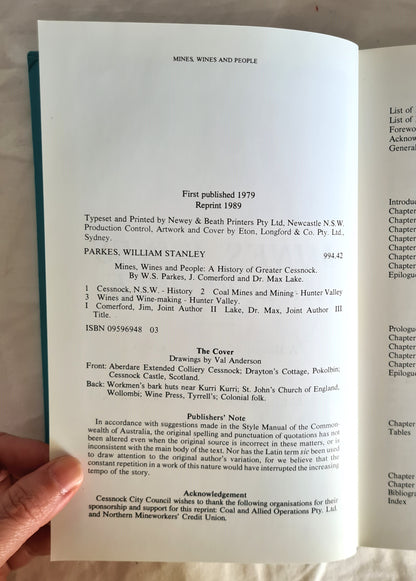 MINES, WINES AND PEOPLE
First published 1979
Reprint 1989
Typeset and Printed by Newey & Beath Printers Pty Ltd, Newcastle N.S.W.
Production Control, Artwork and Cover by Eton, Longford & Co. Pty. Ltd.,
Sydney.
PARKES, WILLIAM STANLEY 994.42
Mines, Wines and People: A History of Greater Cessnock.
By W.S. Parkes, J. Comerford and Dr. Max Lake.
1 Cessnock, N.S.W. - History 2 Coal Mines and Mining - Hunter Valley
3 Wines and Wine-making - Hunter Valley.
I Comerford, Jim, Joint Author II Lake, Dr. Max, Joint Author III
Title.
ISBN 09596948 03
The Cover
Drawings by Val Anderson
Front: Aberdare Extended Colliery Cessnock; Drayton's Cottage, Pokolbin;
Cessnock Castle, Scotland.
Back: Workmen's bark huts near Kurri Kurri; St. John's Church of England,
Wollombi; Wine Press, Tyrrell's; Colonial folk.
Publishers' Note
In accordance with suggestions made in the Style Manual of the Common-
wealth of Australia, the original spelling and punctuation of quotations has not
been altered even when the original source is incorrect in these matters, or is
inconsistent with the main body of the text. Nor has the Latin term sic been used
to draw attention to the original author's variation, for we believe that the
constant repetition in a work of this nature would have interrupted the increasing
tempo of the story.
Acknowledgement
Cessnock City Council wishes to thank the following organisations for their
sponsorship and support for this reprint: Coal and Allied Operations Pty. Ltd.
and Northern Mineworkers' Credit Union.
List of
List of
Forewo
Acknow
General
Introduc
Chapter
Chapter
Chapter
Chapter
Chapter
Chapter
Epilogue
Prologu
Chapter
Chapter
Epilogue
Chapter
Tables
Chapter
Chapter
Bibliogra
Index